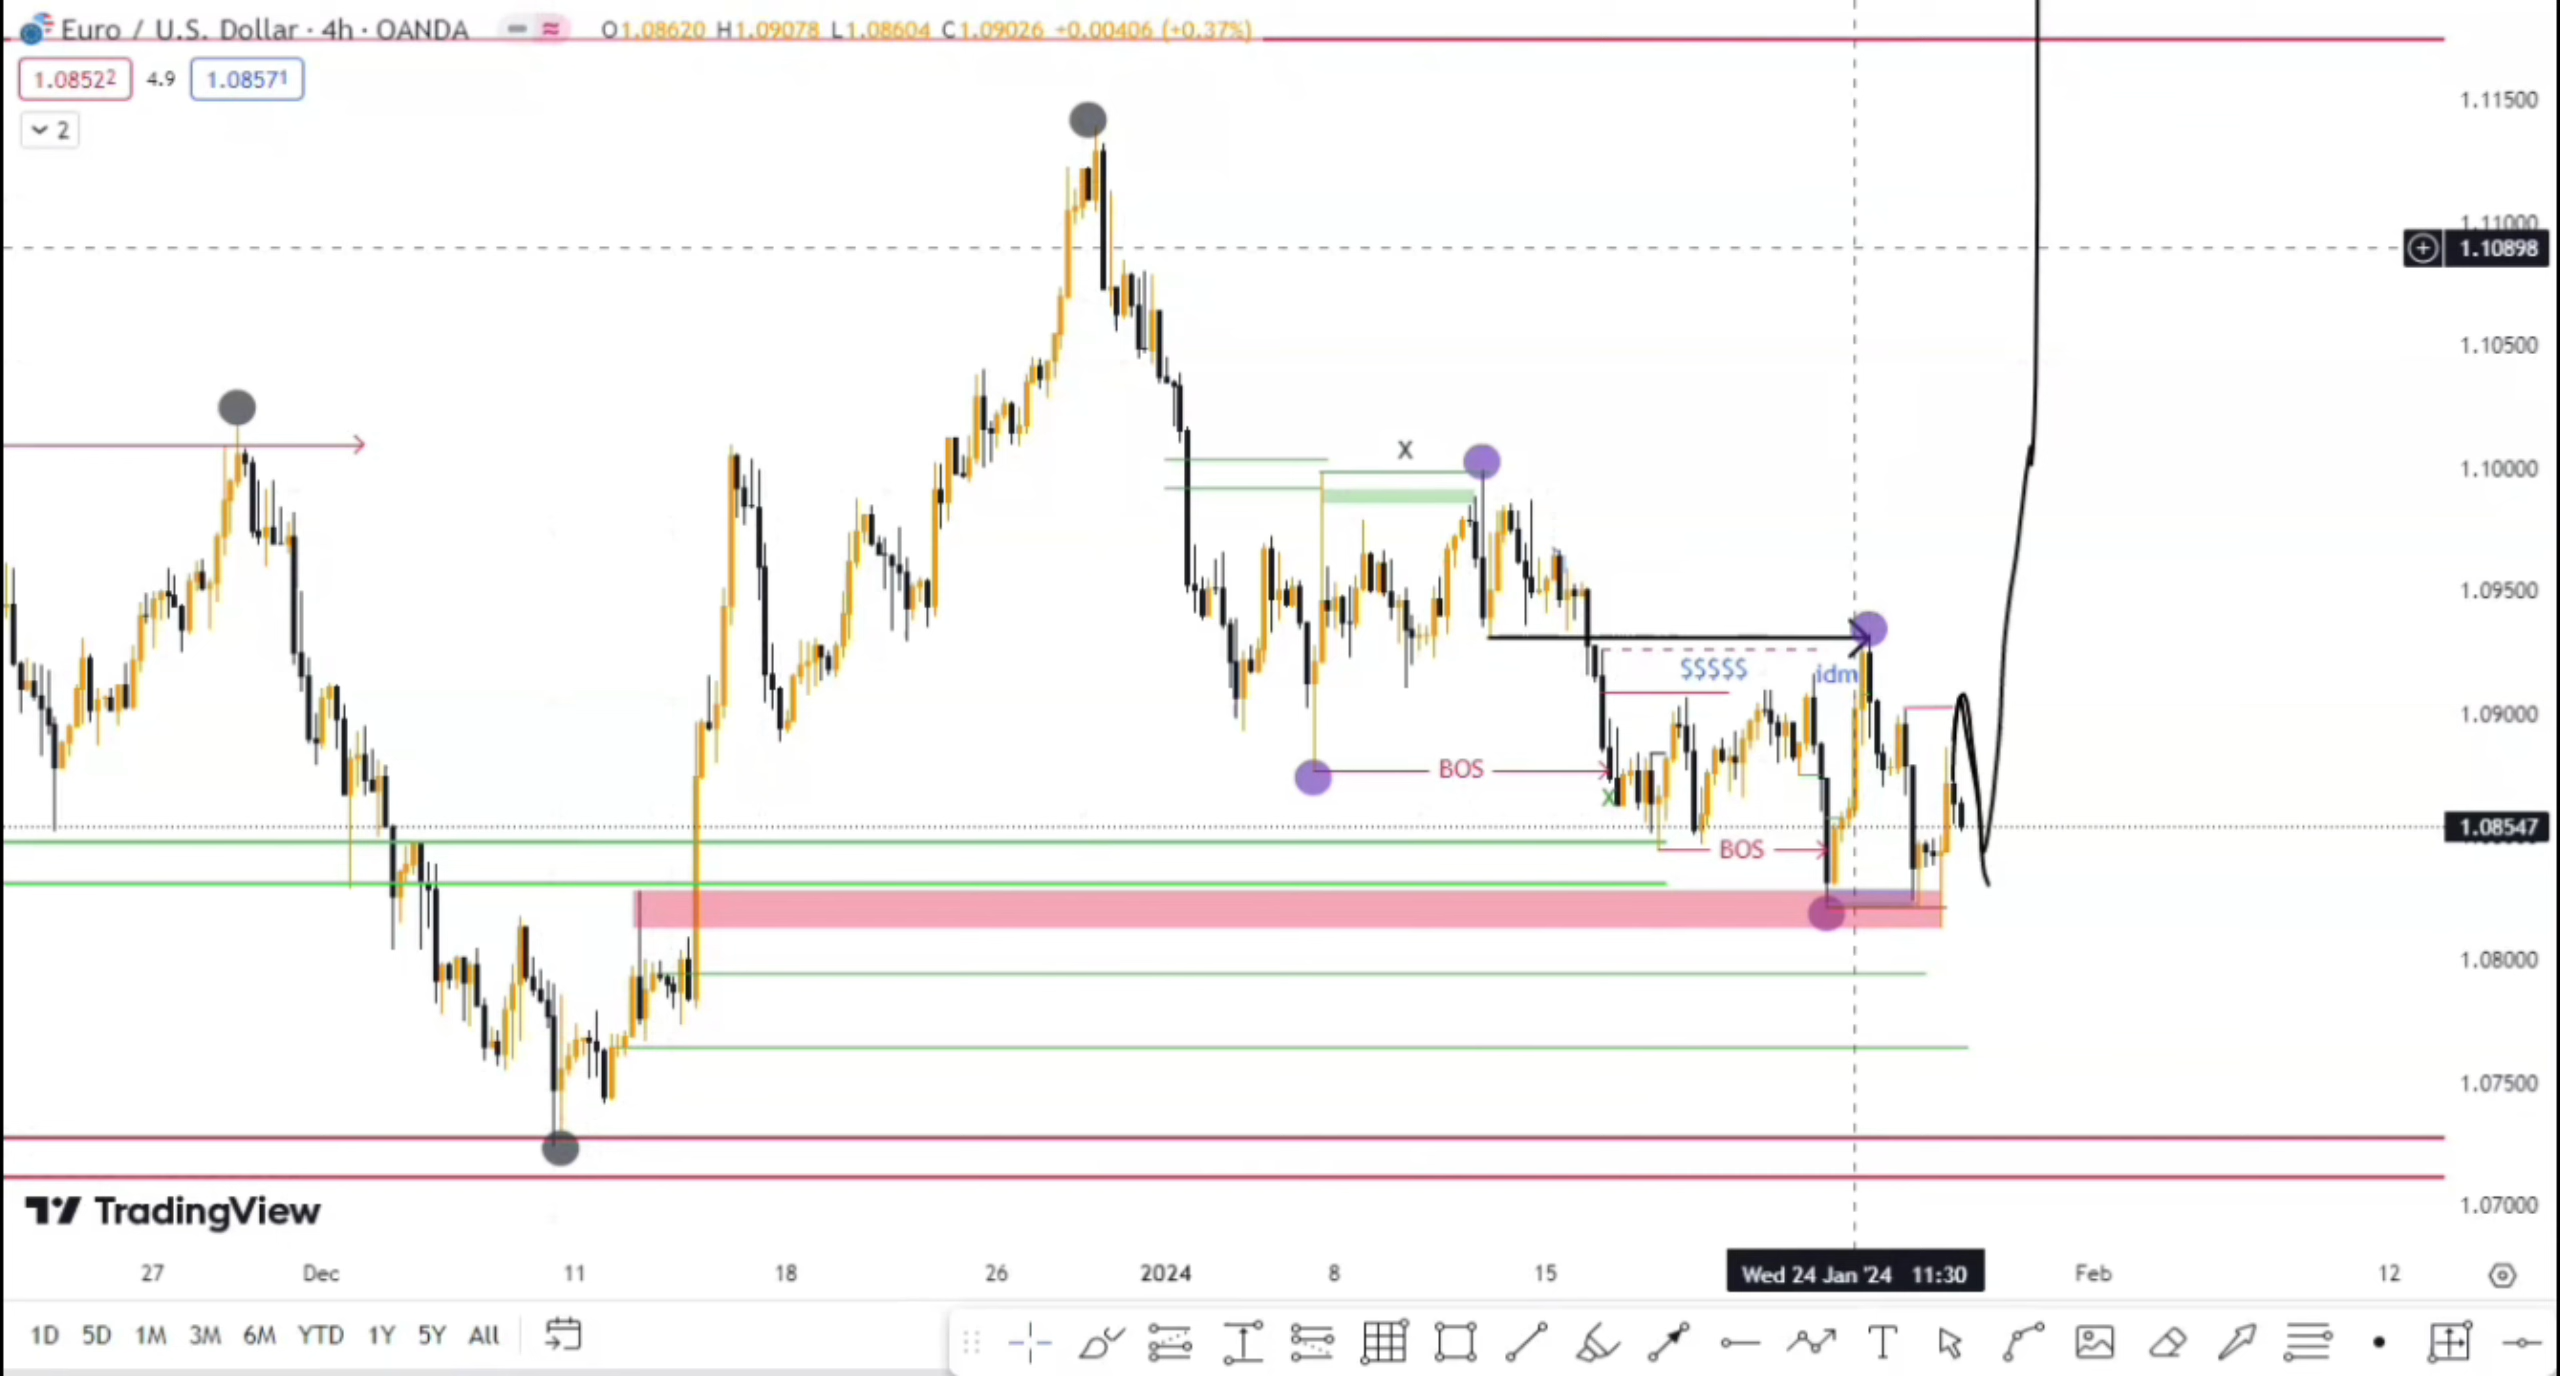 Euro / U.S. Dollar · 4h · OANDA O1.08620 H1.09078 L1.08604 C1.09026 +0.00406 (+0.37%)
1.08522 4.9 1.08571
2
1.11500
1.11000
1.10898
1.10500
X
1.10000
1.09500
$$$$$
idm
1.09000
BOS
X
1.08547
BOS
1.08000
1.07500
TradingView
1.07000
27 Dec 11 18 26 2024 8 15 Wed 24 Jan '24 11:30 Feb 12
1D 5D 1M 3M 6M YTD 1Y 5Y All